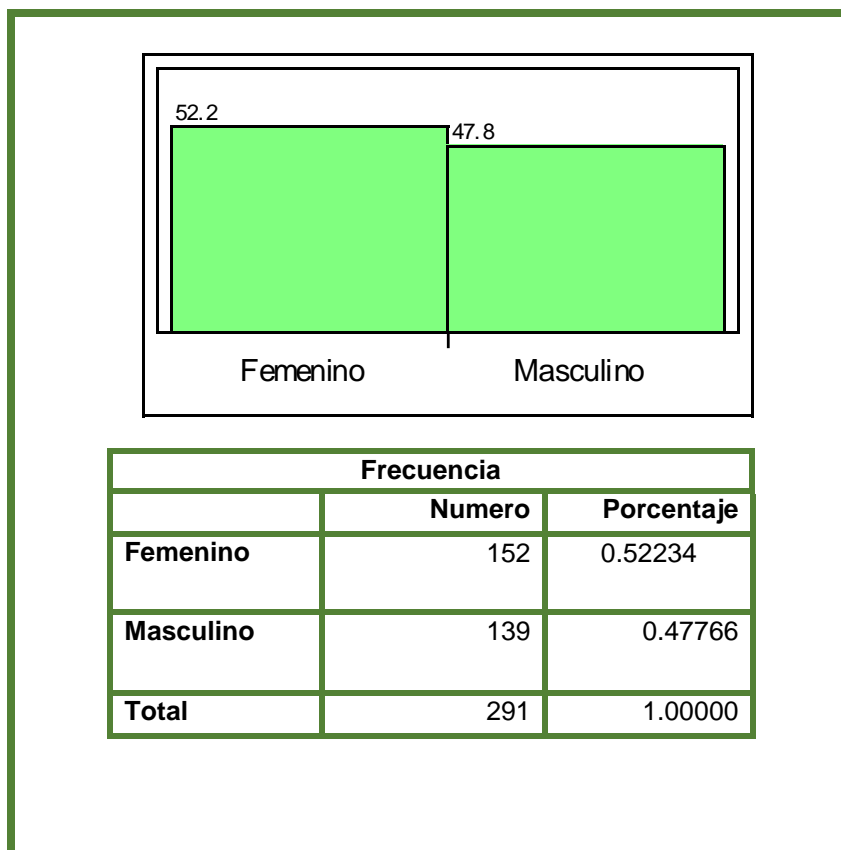 52.2
47.8
Femenino Masculino
Frecuencia
Numero Porcentaje
Femenino 152 0.52234
Masculino 139 0.47766
Total 291 1.00000